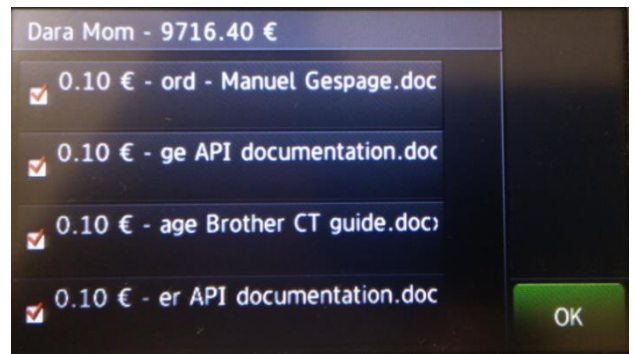 Dara Mom - 9716.40 €
0.10 € - ord - Manuel Gespage.doc
0.10 € - ge API documentation.doc
0.10 € - age Brother CT guide.docx
0.10 € - er API documentation.doc
OK